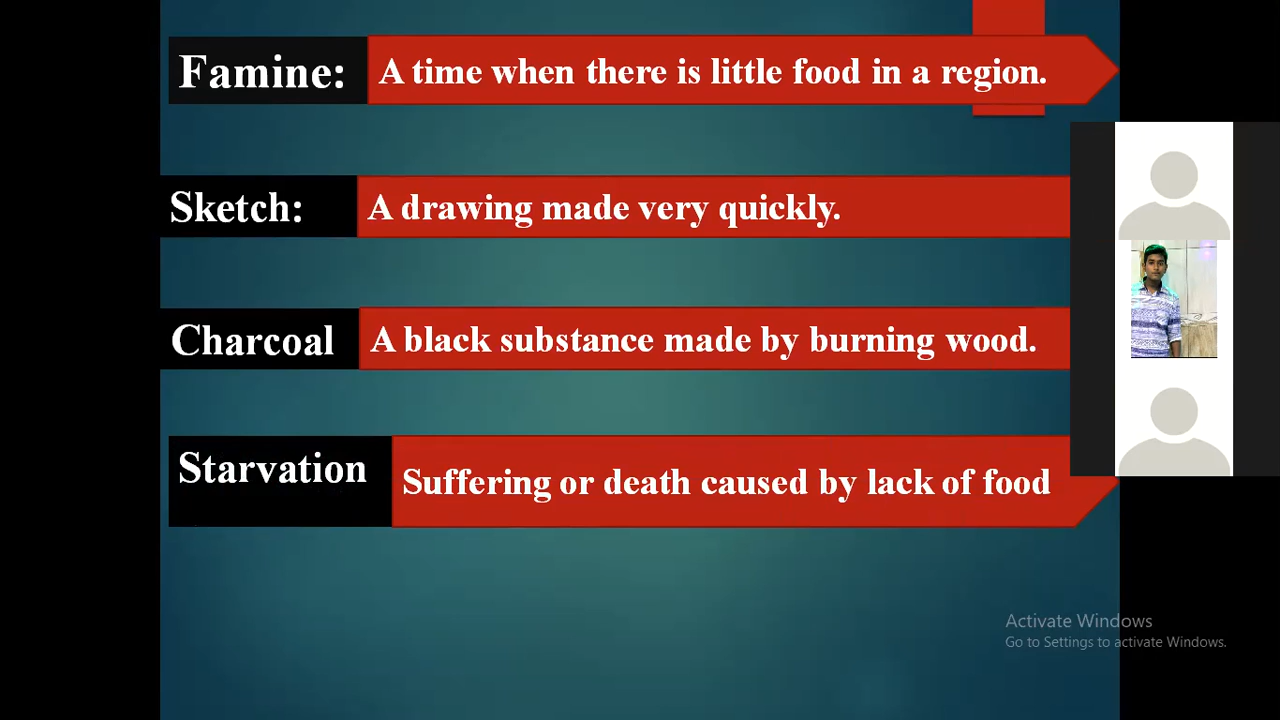 Famine: A time when there is little food in a region.
Sketch: A drawing made very quickly.
Charcoal A black substance made by burning wood.
Starvation Suffering or death caused by lack of food
Activate Windows
Go to Settings to activate Windows.